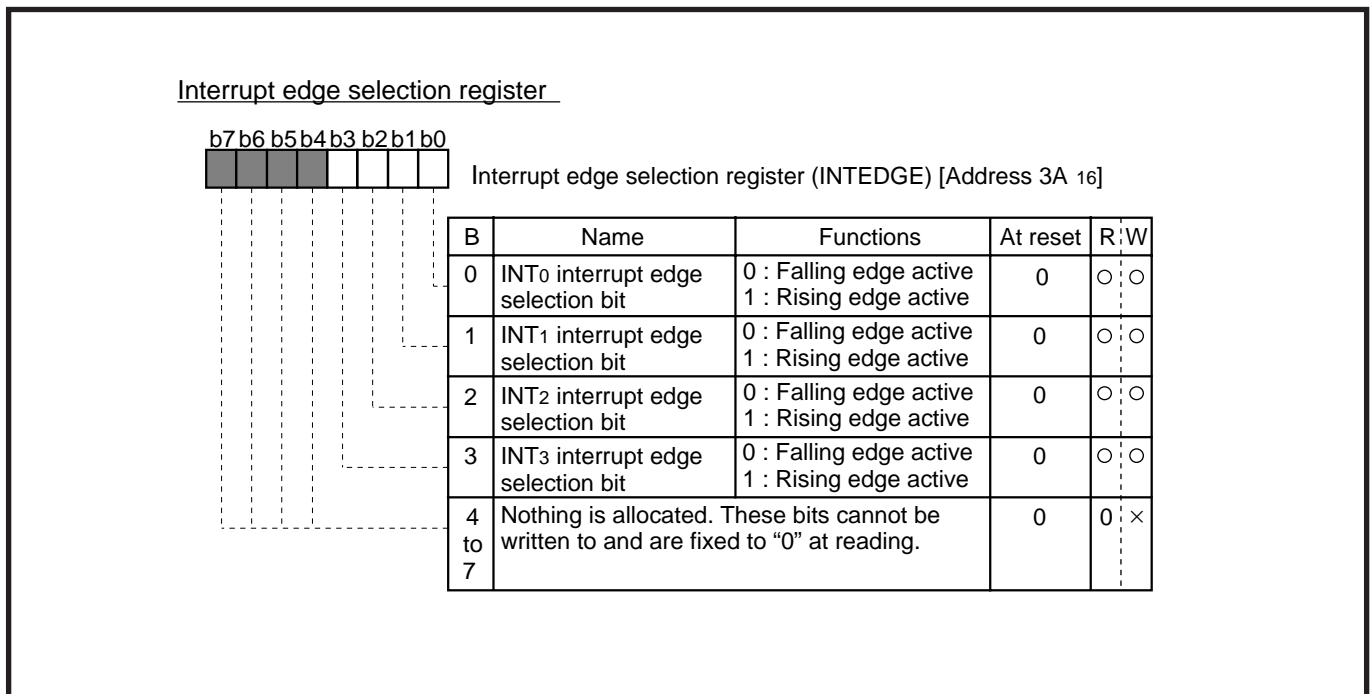 Interrupt edge selection register
b7 b6 b5 b4 b3 b2 b1 b0
Interrupt edge selection register (INTEDGE) [Address 3A 16]
B Name Functions At reset R W
0 INT0 interrupt edge selection bit 0 : Falling edge active 1 : Rising edge active 0 ○ ○
1 INT1 interrupt edge selection bit 0 : Falling edge active 1 : Rising edge active 0 ○ ○
2 INT2 interrupt edge selection bit 0 : Falling edge active 1 : Rising edge active 0 ○ ○
3 INT3 interrupt edge selection bit 0 : Falling edge active 1 : Rising edge active 0 ○ ○
4 to 7 Nothing is allocated. These bits cannot be written to and are fixed to “0” at reading. 0 0 ×